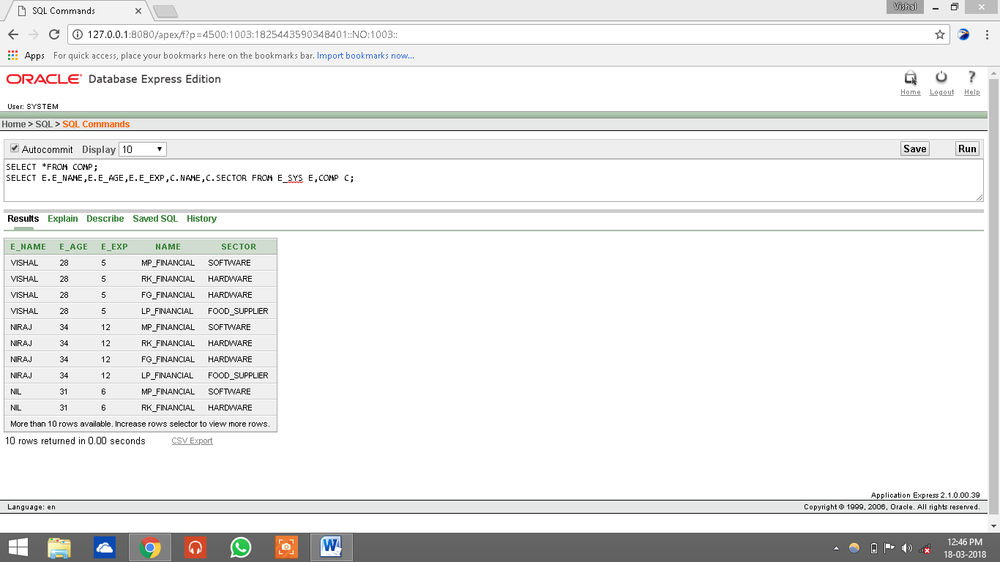 SQL Commands
Vishal
127.0.0.1:8080/apex/f?p=4500:1003:1825443590348401::NO:1003::
Apps For quick access, place your bookmarks here on the bookmarks bar. Import bookmarks now...
ORACLE Database Express Edition
Home Logout Help
User: SYSTEM
Home > SQL > SQL Commands
Autocommit Display 10 Save Run
SELECT *FROM COMP;
SELECT E.E_NAME,E.E_AGE,E.E_EXP,C.NAME,C.SECTOR FROM E_SYS E,COMP C;
Results Explain Describe Saved SQL History
E_NAME E_AGE E_EXP NAME SECTOR
VISHAL 28 5 MP_FINANCIAL SOFTWARE
VISHAL 28 5 RK_FINANCIAL HARDWARE
VISHAL 28 5 FG_FINANCIAL HARDWARE
VISHAL 28 5 LP_FINANCIAL FOOD_SUPPLIER
NIRAJ 34 12 MP_FINANCIAL SOFTWARE
NIRAJ 34 12 RK_FINANCIAL HARDWARE
NIRAJ 34 12 FG_FINANCIAL HARDWARE
NIRAJ 34 12 LP_FINANCIAL FOOD_SUPPLIER
NIL 31 6 MP_FINANCIAL SOFTWARE
NIL 31 6 RK_FINANCIAL HARDWARE
More than 10 rows available. Increase rows selector to view more rows.
10 rows returned in 0.00 seconds CSV Export
Application Express 2.1.0.00.39
Language: en Copyright © 1999, 2006, Oracle. All rights reserved.
12:46 PM
18-03-2018